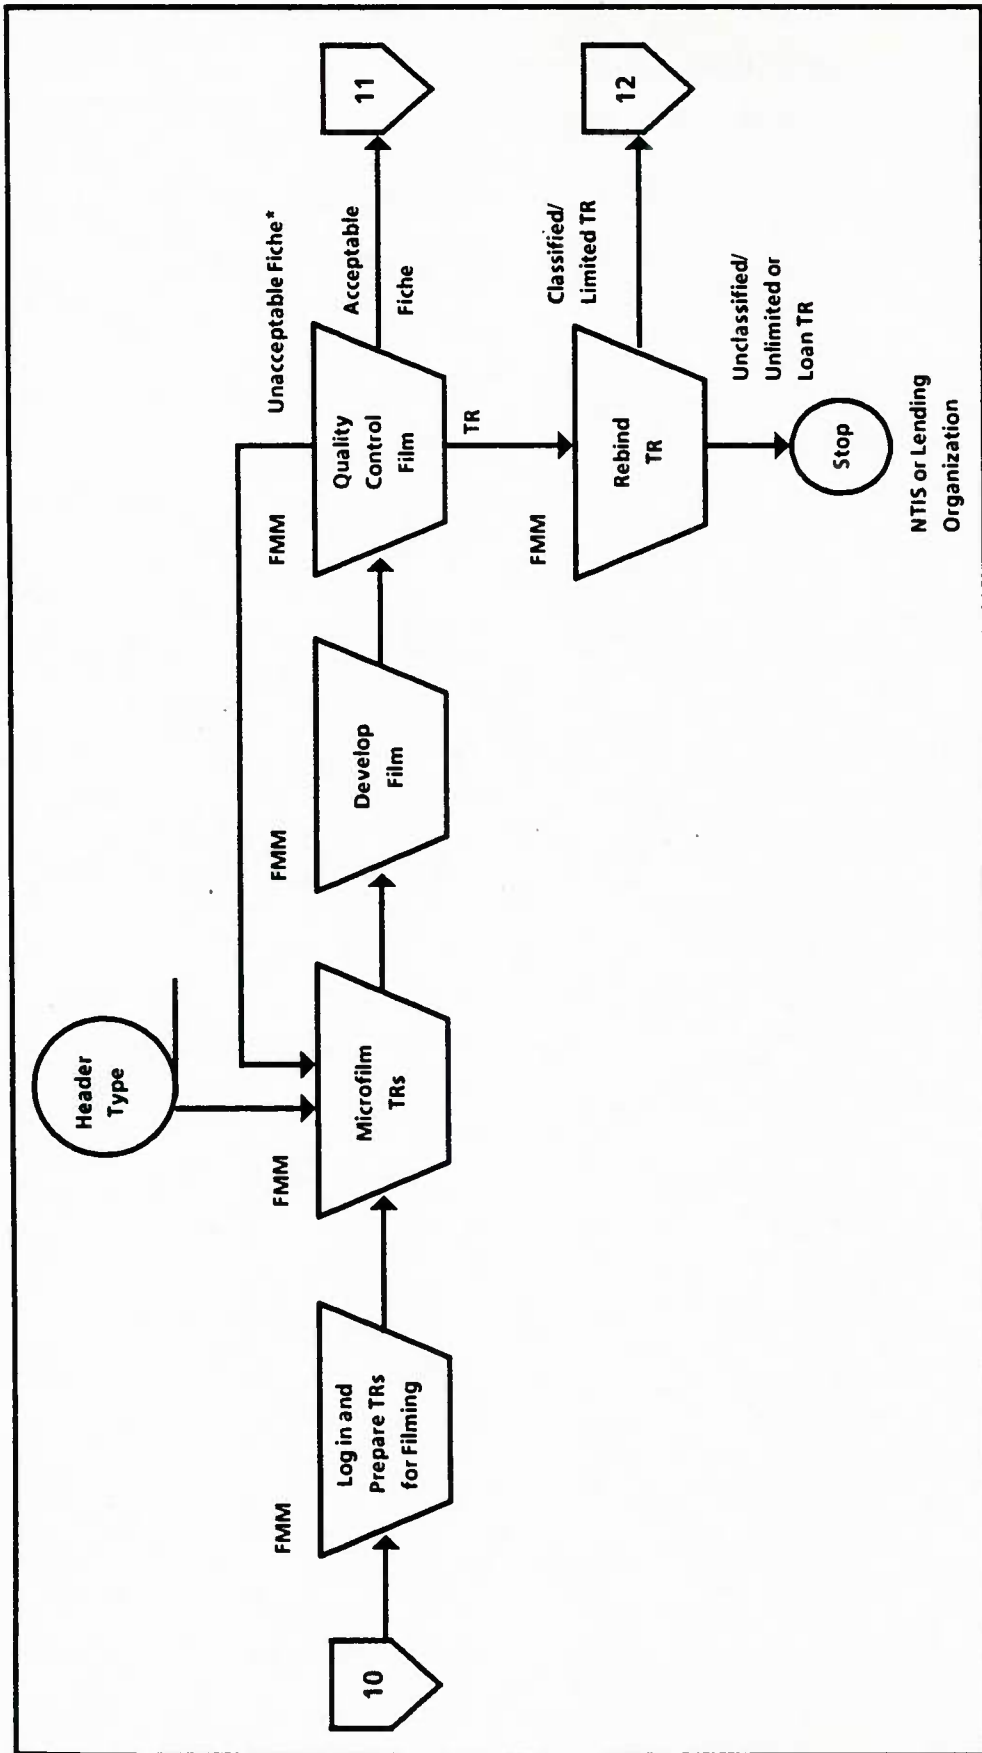 Header
Type
Unacceptable Fiche*
10
FMM
Log in and
Prepare TRs
for Filming
FMM
Microfilm
TRs
FMM
Develop
Film
FMM
Quality
Control
Film
Acceptable
Fiche
11
TR
FMM
Rebind
TR
Classified/
Limited TR
12
Unclassified/
Unlimited or
Loan TR
Stop
NTIS or Lending
Organization